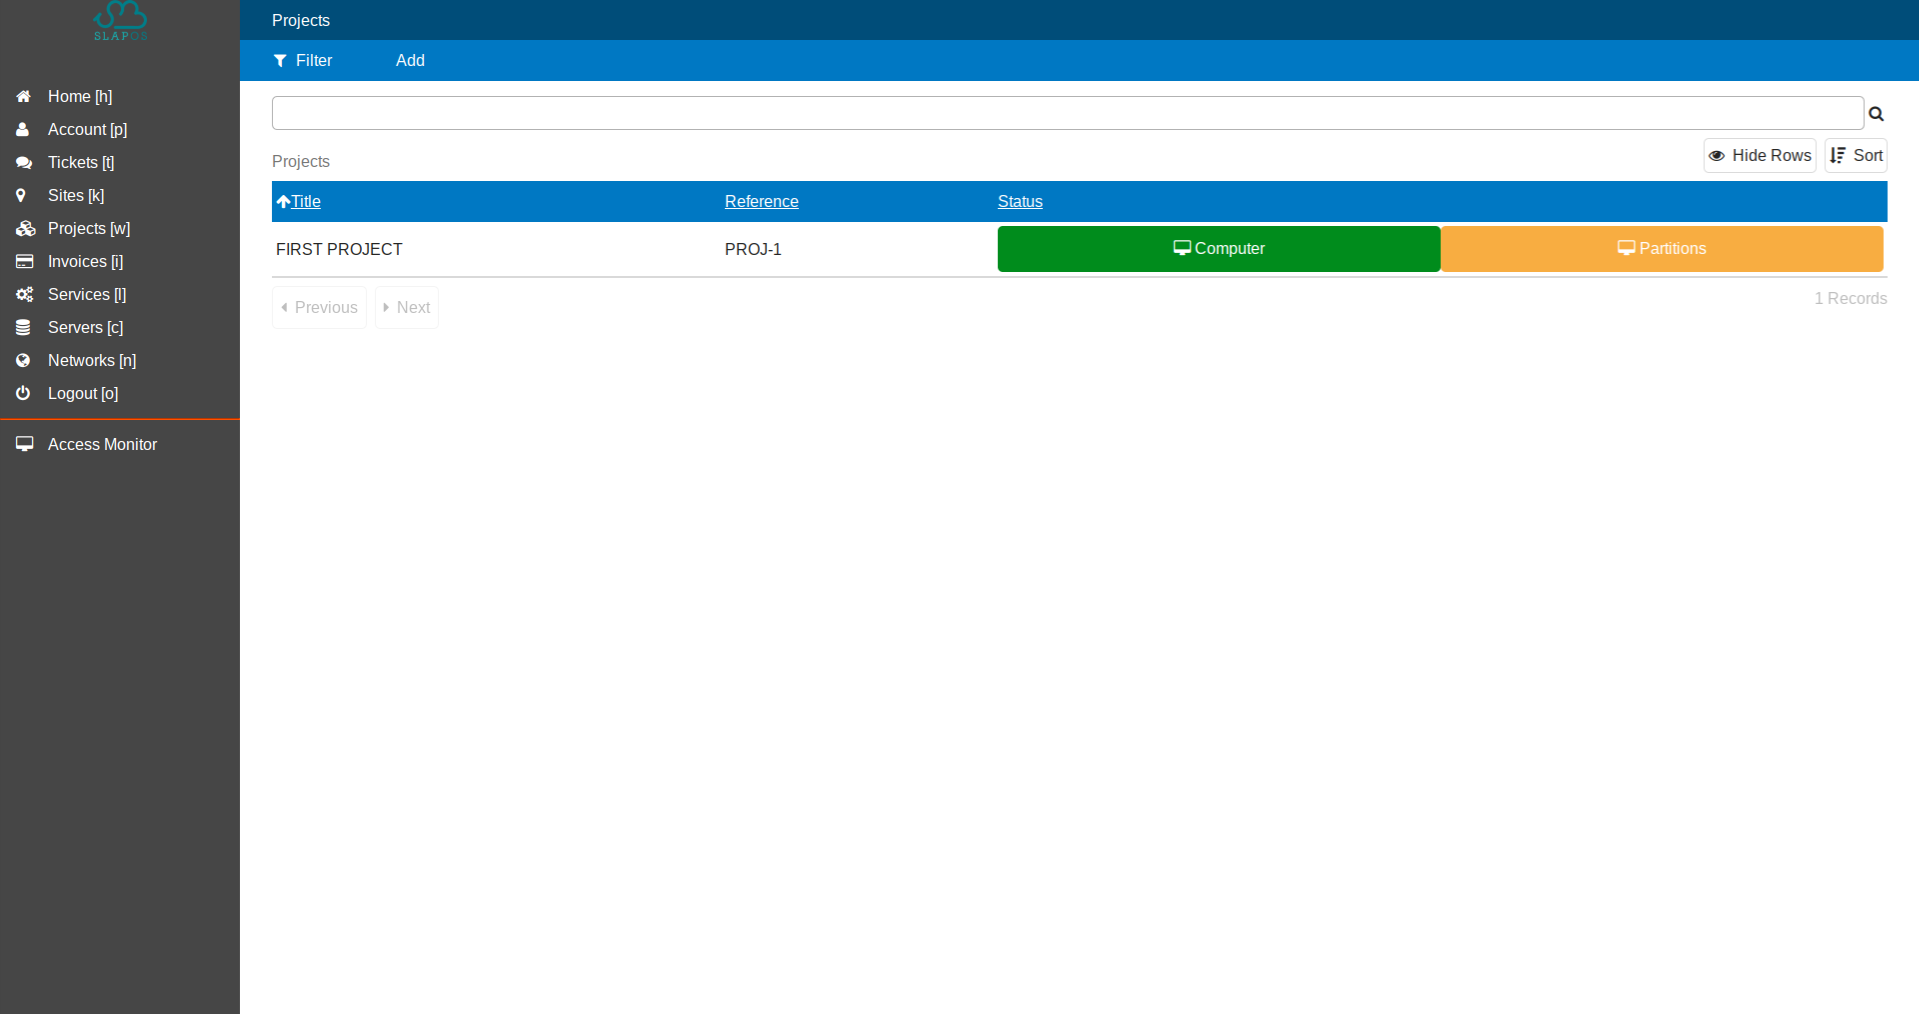 SLAPOS
Home [h]
Account [p]
Tickets [t]
Sites [k]
Projects [w]
Invoices [i]
Services [l]
Servers [c]
Networks [n]
Logout [o]
Access Monitor
Projects
Filter Add
Projects
Hide Rows Sort
Title Reference Status
FIRST PROJECT PROJ-1 Computer Partitions
Previous Next 1 Records